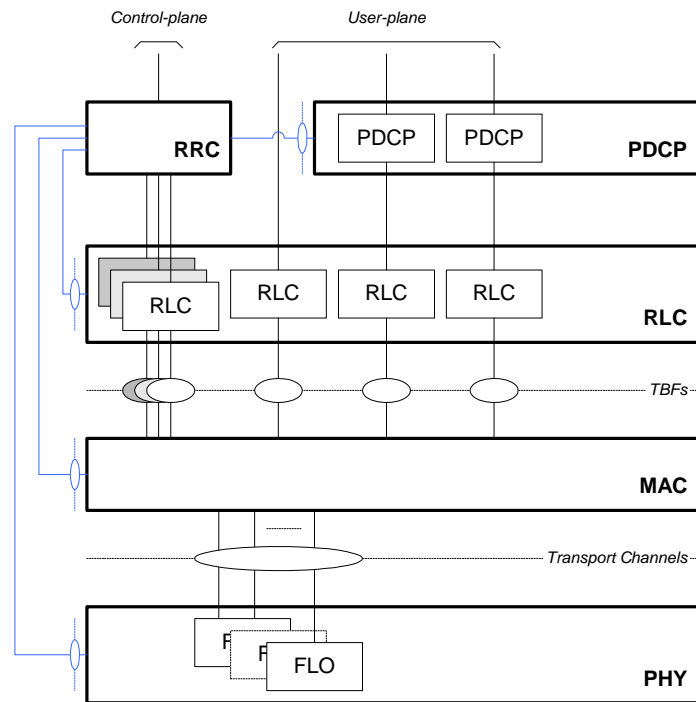 Control-plane
User-plane
RRC
PDCP
PDCP
PDCP
RLC
RLC
RLC
RLC
RLC
TBFs
MAC
Transport Channels
F
F
FLO
PHY